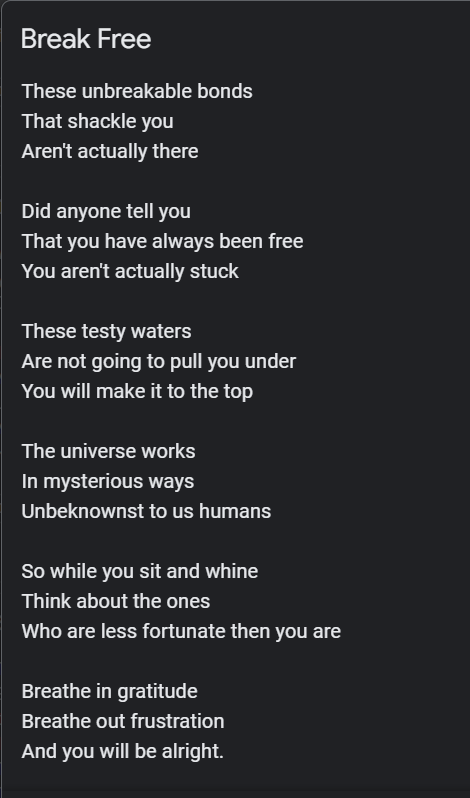 Break Free
These unbreakable bonds
That shackle you
Aren't actually there
Did anyone tell you
That you have always been free
You aren't actually stuck
These testy waters
Are not going to pull you under
You will make it to the top
The universe works
In mysterious ways
Unbeknownst to us humans
So while you sit and whine
Think about the ones
Who are less fortunate then you are
Breathe in gratitude
Breathe out frustration
And you will be alright.